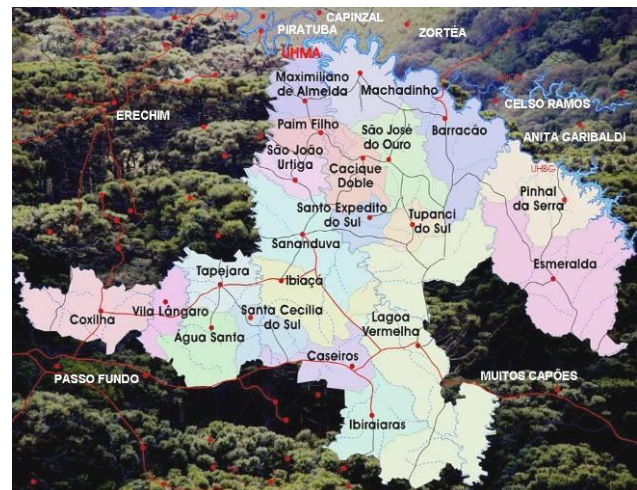 CAPINZAL
UHIT
PIRATUBA
ZORTÉA
UHMA
Maximiliano
de Almeida
Machadinho
CELSO RAMOS
ERECHIM
Paim Filho
São José
do Ouro
Barracão
ANITA GARIBALDI
São João
Urtiga
Cacique
Doble
UHBG
Pinhal
da Serra
Santo Expedito
do Sul
Tupanci
do Sul
Sananduva
Esmeralda
Tapejara
Ibiaçá
Coxilha
Vila Lângaro
Santa Cecília
do Sul
Lagoa
Vermelha
Água Santa
Caseiros
PASSO FUNDO
MUITOS CAPÕES
Ibiraiaras